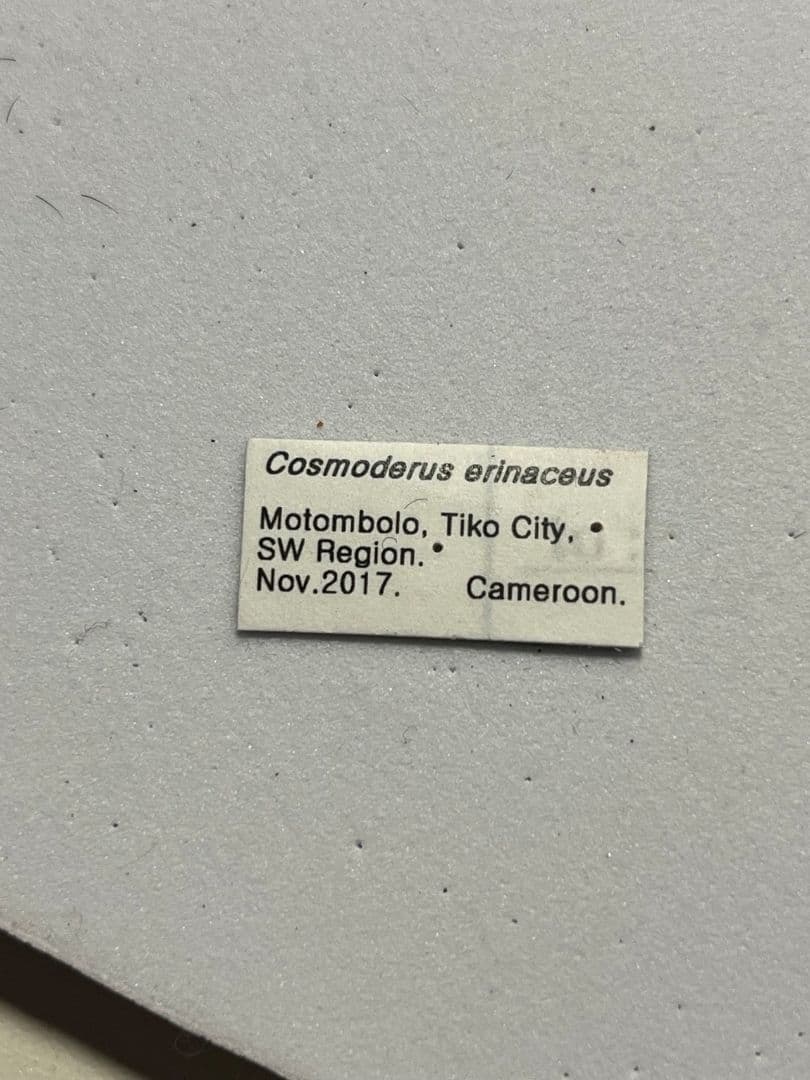 Cosmoderus erinaceus
Motombolo, Tiko City,
SW Region.
Nov.2017. Cameroon.